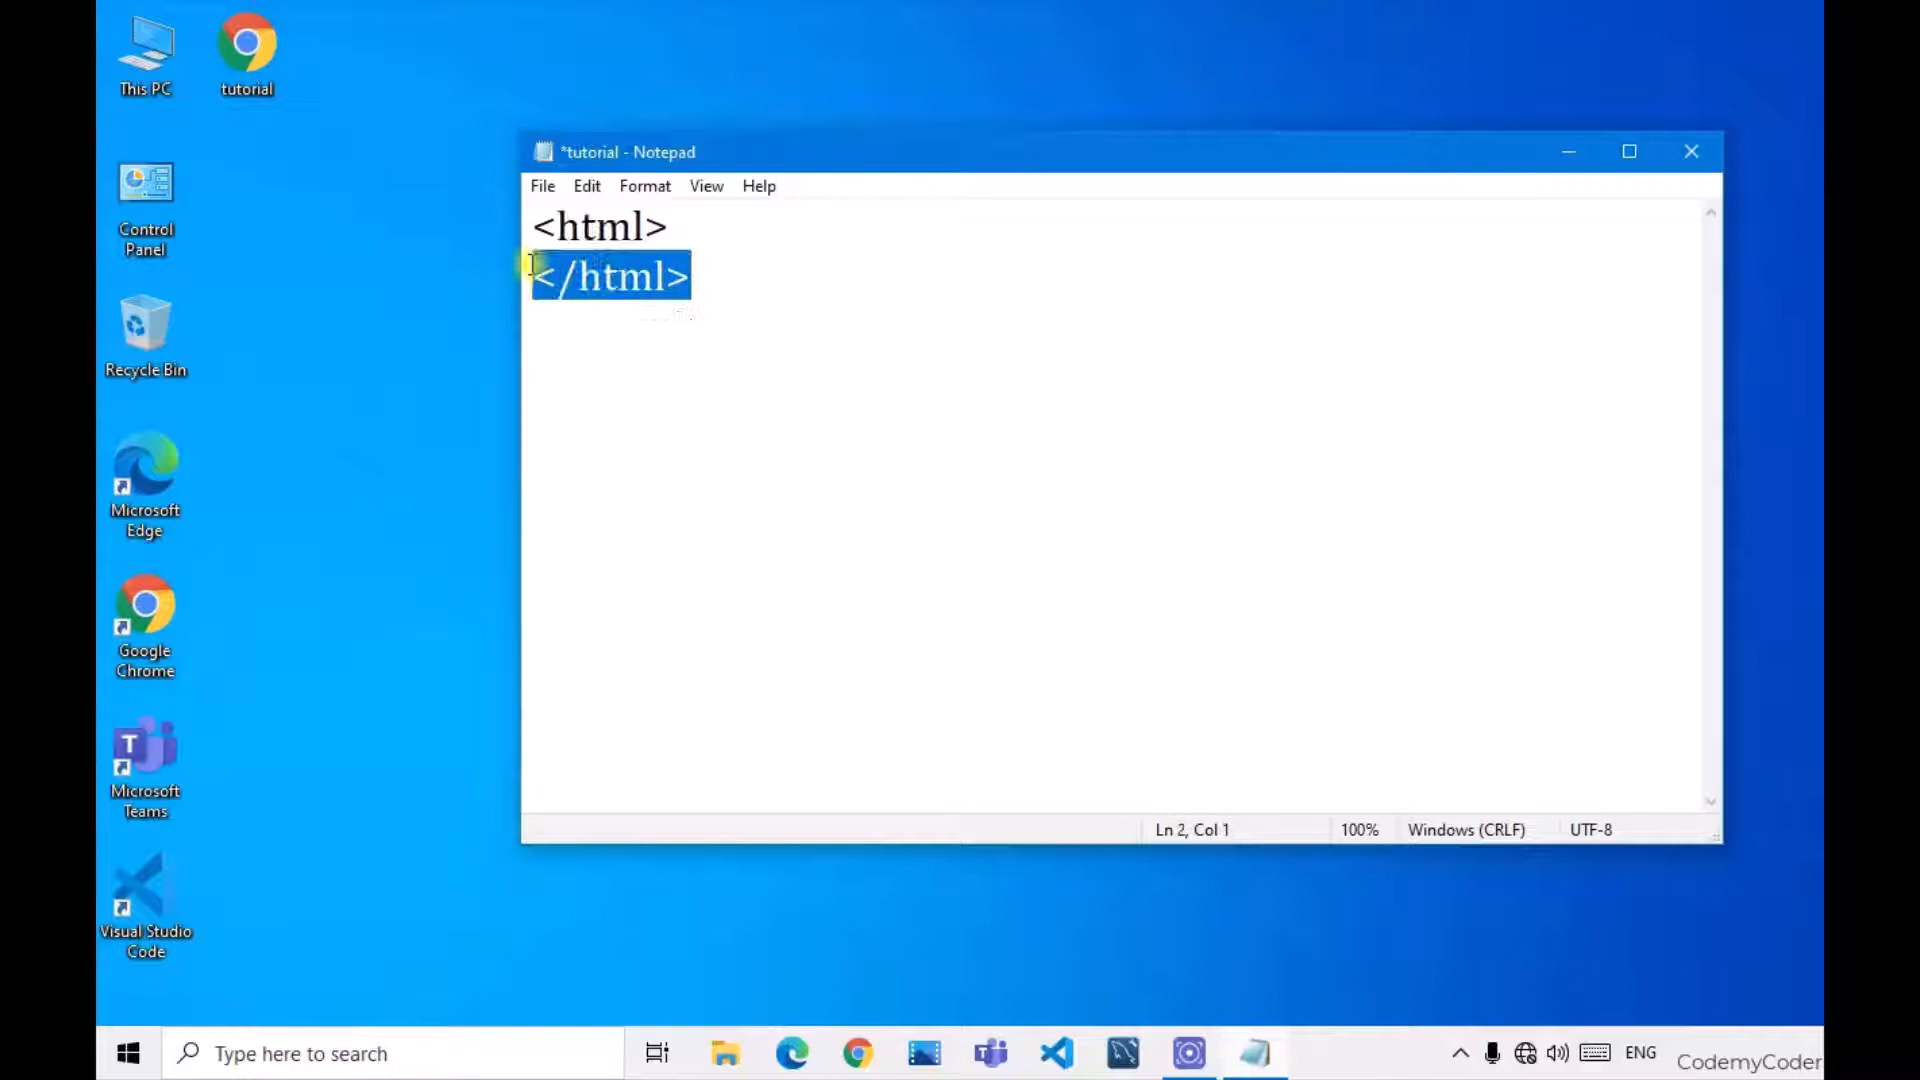 This PC
tutorial
Control
Panel
Recycle Bin
Microsoft
Edge
Google
Chrome
T
Microsoft
Teams
Visual Studio
Code
*tutorial - Notepad
File Edit Format View Help
<html>
</html>
Ln 2, Col 1
100%
Windows (CRLF)
UTF-8
Type here to search
ENG
CodemyCoder